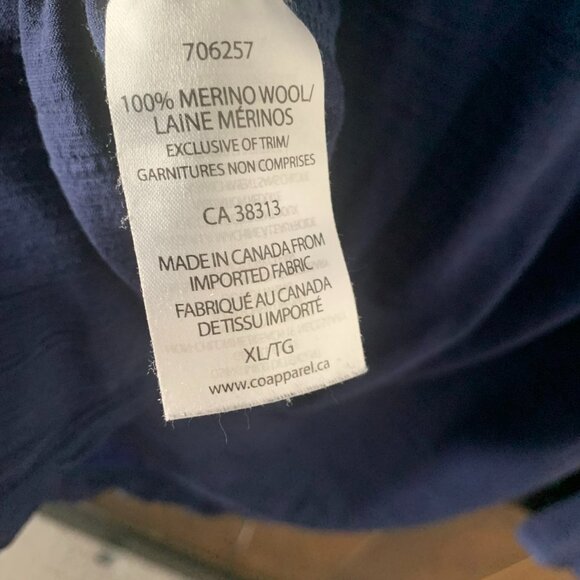 706257
100% MERINO WOOL/
LAINE MÉRINOS
EXCLUSIVE OF TRIM/
GARNITURES NON COMPRISES
CA 38313
MADE IN CANADA FROM
IMPORTED FABRIC
FABRIQUÉ AU CANADA
DE TISSU IMPORTÉ
XL/TG
www.coapparel.ca